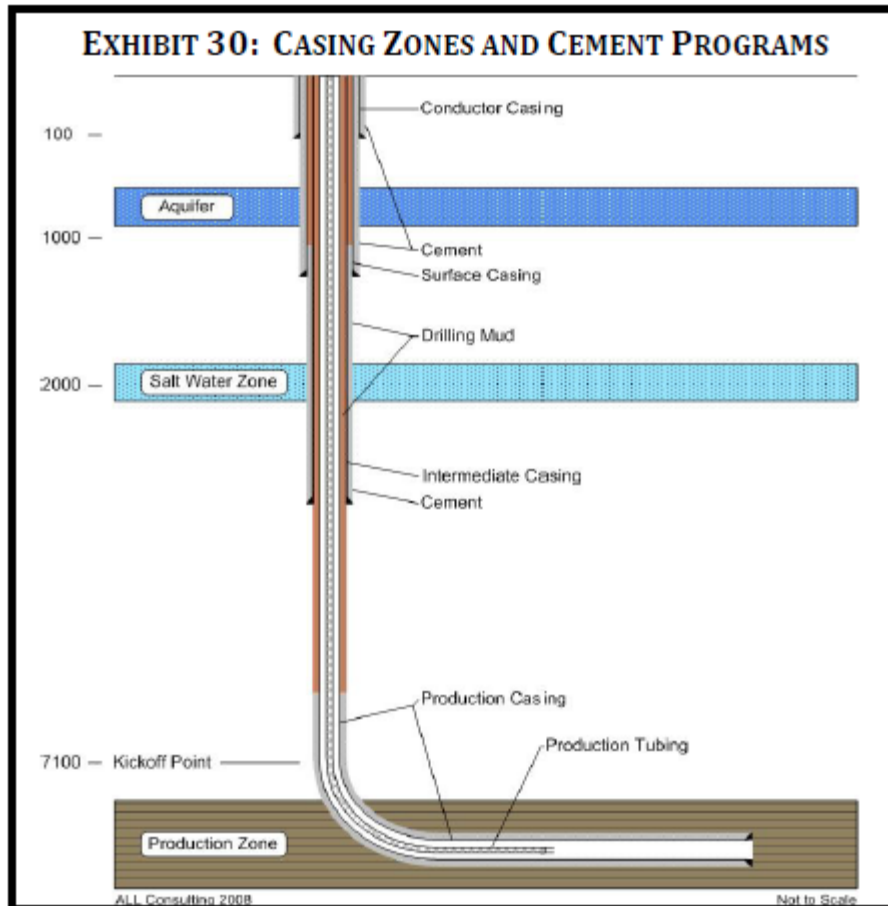 EXHIBIT 30: CASING ZONES AND CEMENT PROGRAMS
Conductor Casing
100
Aquifer
1000
Cement
Surface Casing
Drilling Mud
2000
Salt Water Zone
Intermediate Casing
Cement
Production Casing
Production Tubing
7100
Kickoff Point
Production Zone
ALL Consulting 2008
Not to Scale